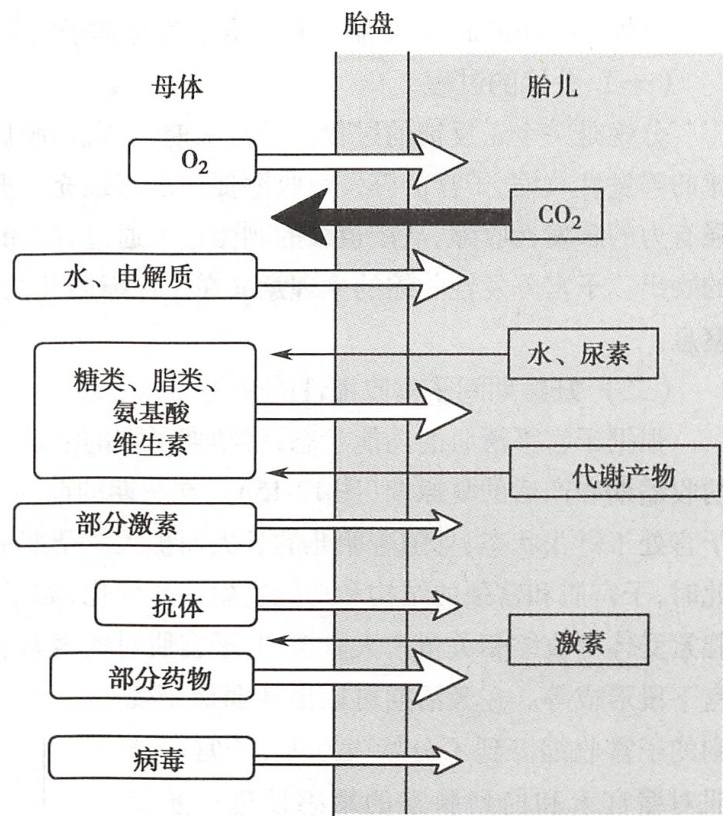 胎盘
母体
胎儿
O₂
CO₂
水、电解质
水、尿素
糖类、脂类、
氨基酸
维生素
代谢产物
部分激素
抗体
激素
部分药物
病毒